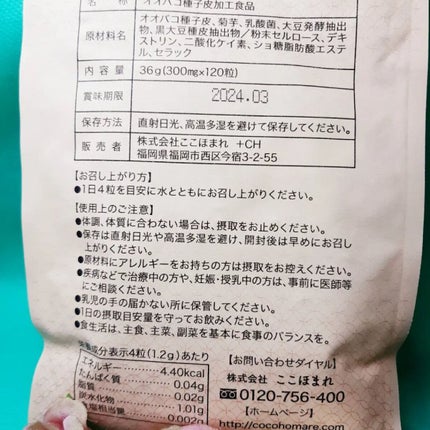 名称 オオバコ種子皮加工食品
原材料名 オオバコ種子皮、菊芋、乳酸菌、大豆発酵抽出
物、黒大豆種皮抽出物／粉末セルロース、デキ
ストリン、二酸化ケイ素、ショ糖脂肪酸エステ
ル、セラック
内容量 36g(300mg×120粒)
賞味期限 2024.03
保存方法 直射日光、高温多湿を避けて保存してください。
販売者 株式会社ここほまれ +CH
福岡県福岡市西区今宿3-2-55
【お召し上がり方】
●1日4粒を目安に水とともにお召し上がりください。
【使用上のご注意】
●体調、体質に合わない場合は、摂取をお止めください。
●保存は直射日光や高温多湿を避け、開封後は早めにお召し
上がりください。
●原材料にアレルギーをお持ちの方は摂取をお控えください。
●疾病などで治療中の方や、妊娠・授乳中の方は、事前に医師等
にご相談ください。
●乳児の手の届かない所に保管してください。
●1日の摂取目安量を守ってお飲みください。
●食生活は、主食、主菜、副菜を基本に食事のバランスを。
栄養成分表示4粒(1.2g)あたり
エネルギー 4.40kcal
たんぱく質 0.04g
脂質 0.02g
炭水化物 1.01g
食塩相当量 0.002g
【お問い合わせダイヤル】
株式会社 ここほまれ
0120-756-400
【ホームページ】
http://cocohomare.com